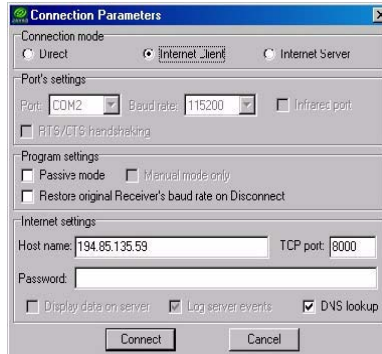 Connection Parameters
Connection mode
Direct Internet Client Internet Server
Port's settings
Port: COM2 Baud rate: 115200 Infrared port
RTS/CTS handshaking
Program settings
Passive mode Manual mode only
Restore original Receiver's baud rate on Disconnect
Internet settings
Host name: 194.85.135.59 TCP port: 8000
Password:
Display data on server Log server events DNS lookup
Connect Cancel